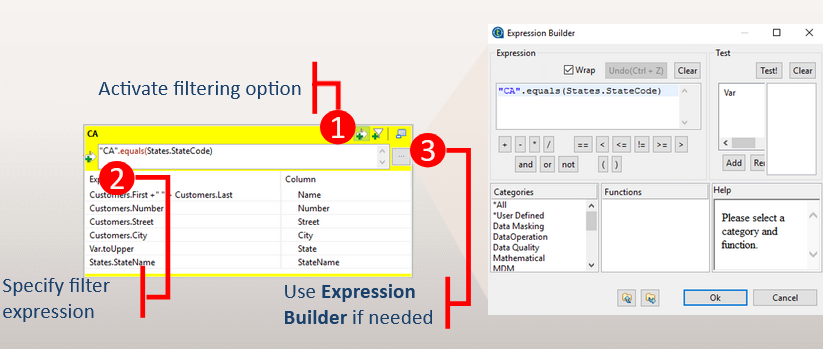 Activate filtering option
1
CA
"CA".equals(States.StateCode)
...
3
2
Column
Customers.First +" "+ Customers.Last Name
Customers.Number Number
Customers.Street Street
Customers.City City
Var.toUpper State
States.StateName StateName
Specify filter
expression
Use Expression
Builder if needed
Expression Builder
Expression
Wrap Undo(Ctrl + Z) Clear
"CA".equals(States.StateCode)
+ - * / == < <= != >= >
and or not ( )
Test
Test! Clear
Var
Add
Categories
*All
*User Defined
Data Masking
DataOperation
Data Quality
Mathematical
MDM
Functions
Help
Please select a
category and
function.
Ok Cancel